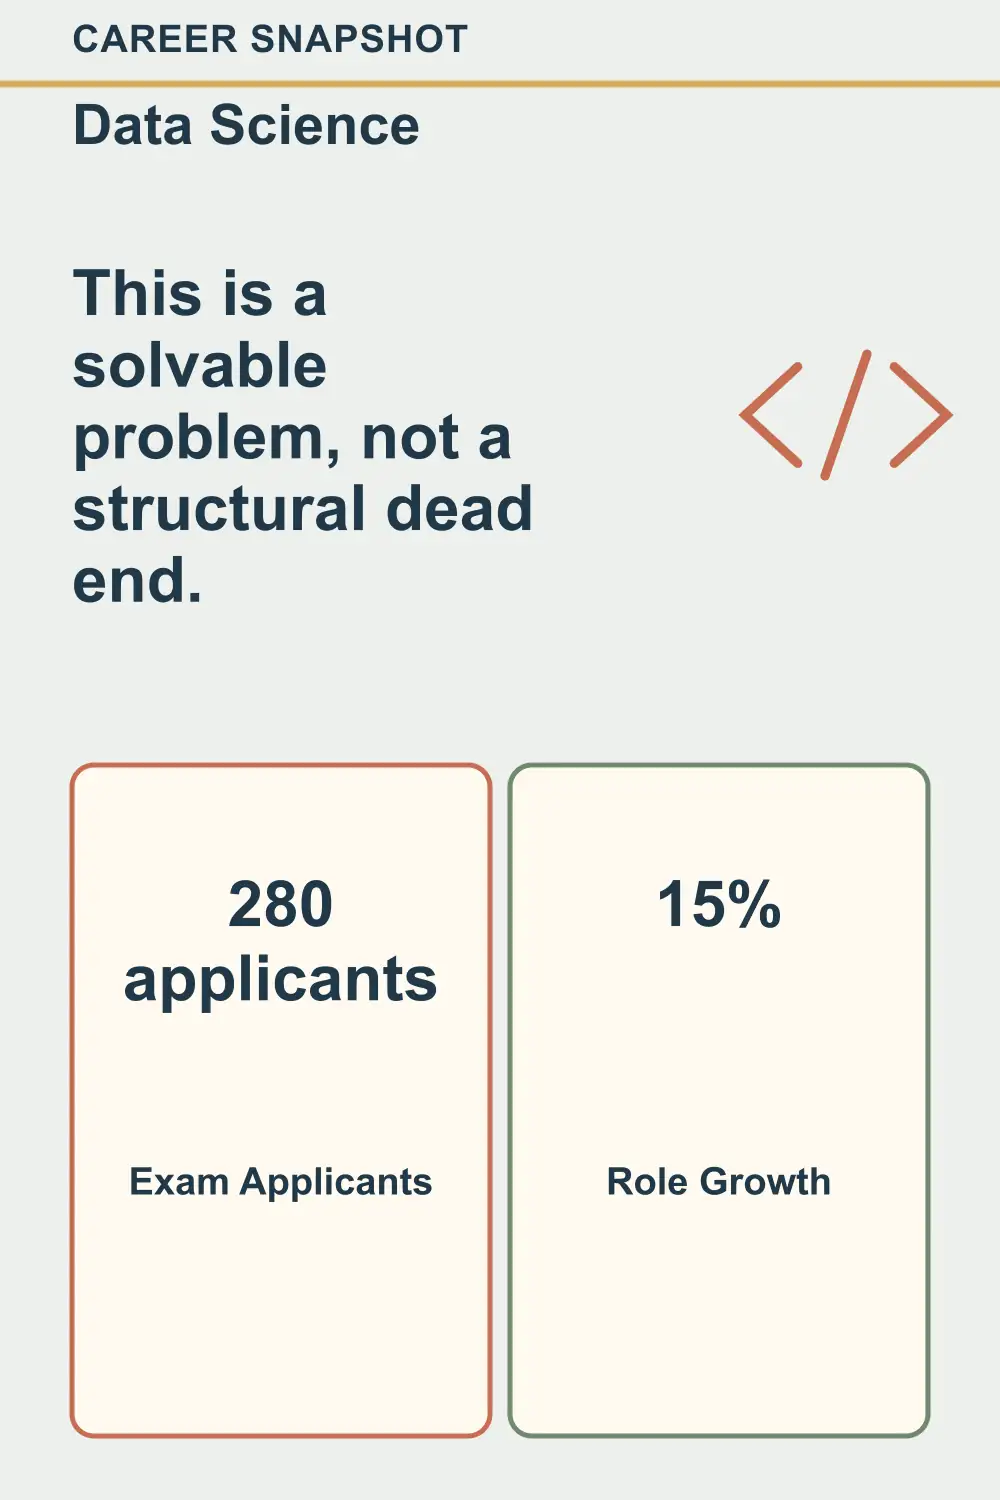 CAREER SNAPSHOT
Data Science
This is a
solvable
problem, not a
structural dead
end.
280
applicants
Exam Applicants
15%
Role Growth